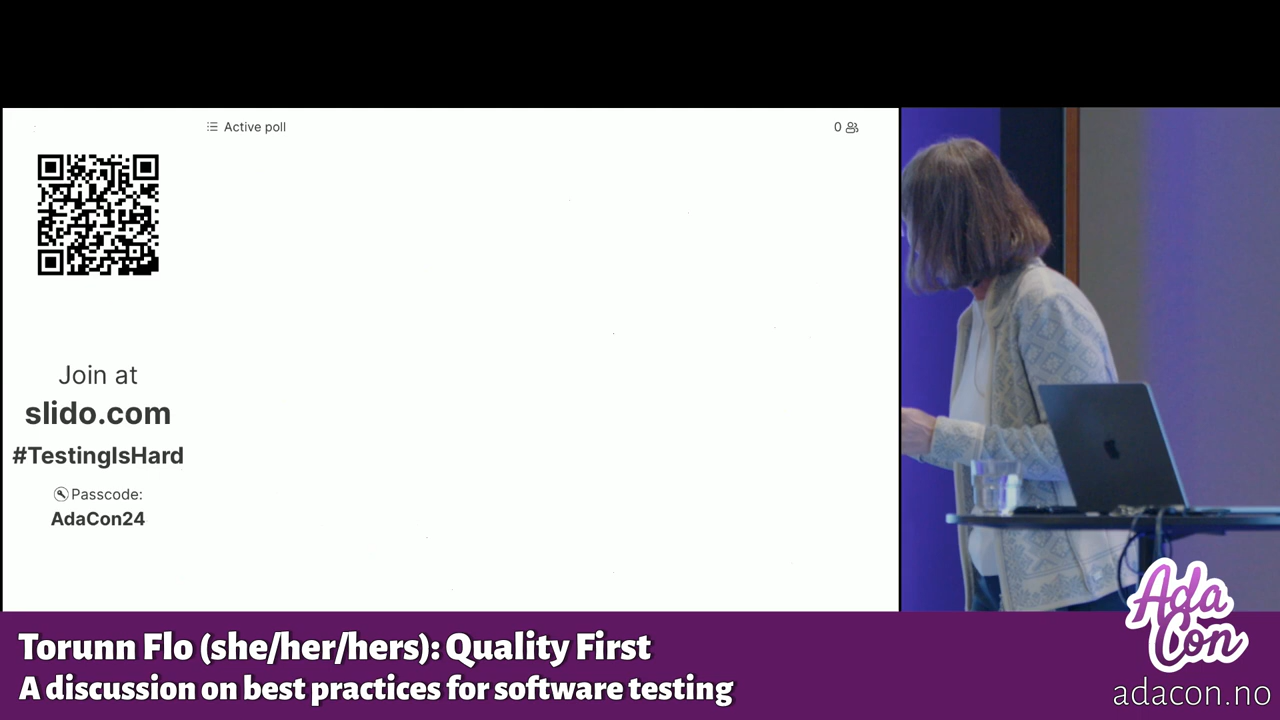 Active poll
0
Join at
slido.com
#TestingIsHard
Passcode:
AdaCon24
Torunn Flo (she/her/hers): Quality First
A discussion on best practices for software testing
Ada
Con
adacon.no